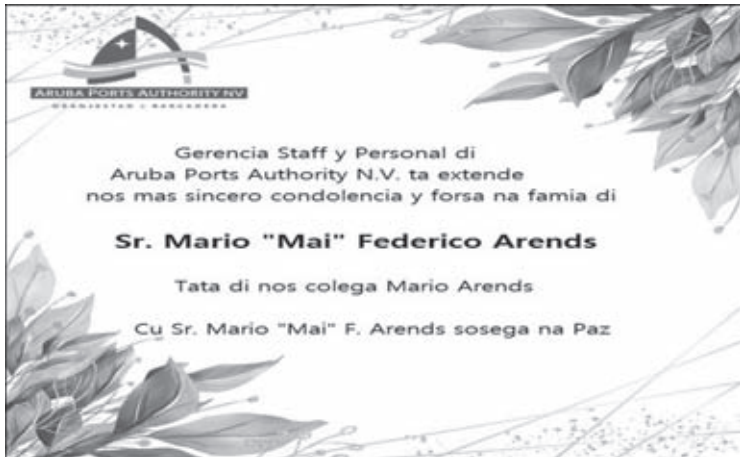 ARUBA PORTS AUTHORITY NV
ORANJESTAD & BARCADERA
Gerencia Staff y Personal di
Aruba Ports Authority N.V. ta extende
nos mas sincero condolencia y forsa na famia di
Sr. Mario "Mai" Federico Arends
Tata di nos colega Mario Arends
Cu Sr. Mario "Mai" F. Arends sosega na Paz